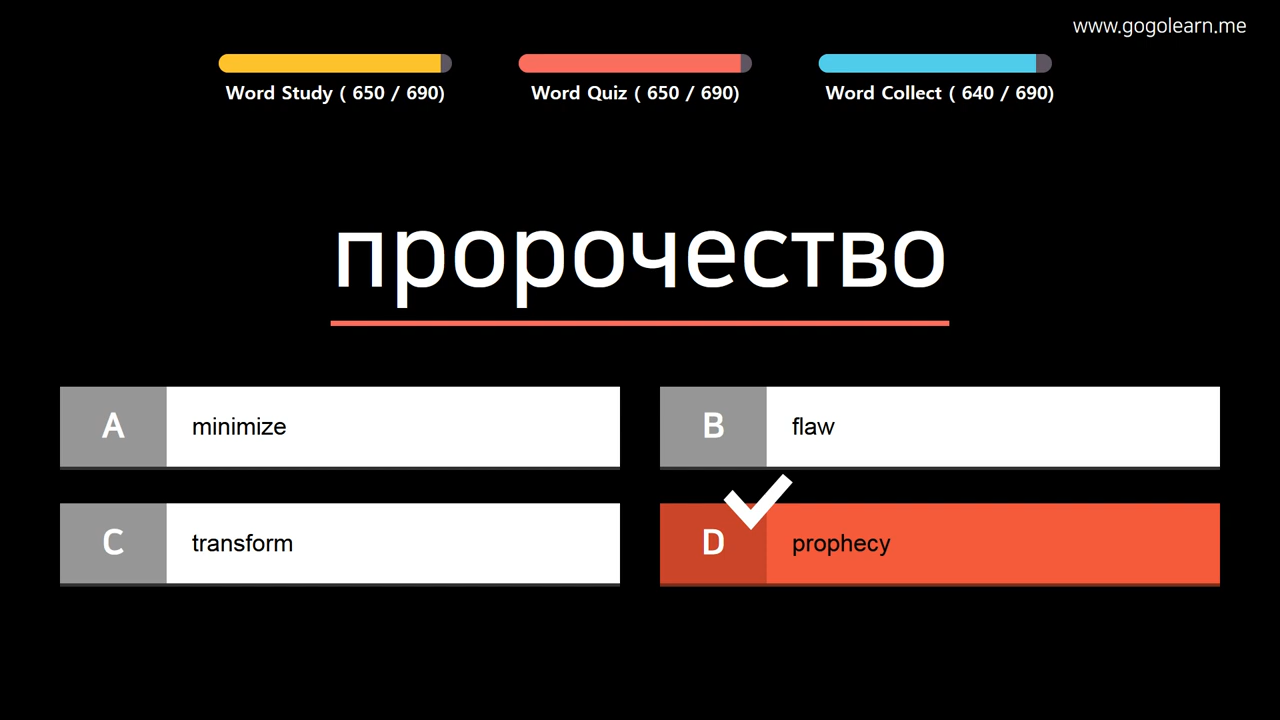 www.gogolearn.me
Word Study ( 650 / 690)
Word Quiz ( 650 / 690)
Word Collect ( 640 / 690)
пророчество
A minimize
B flaw
C transform
D prophecy